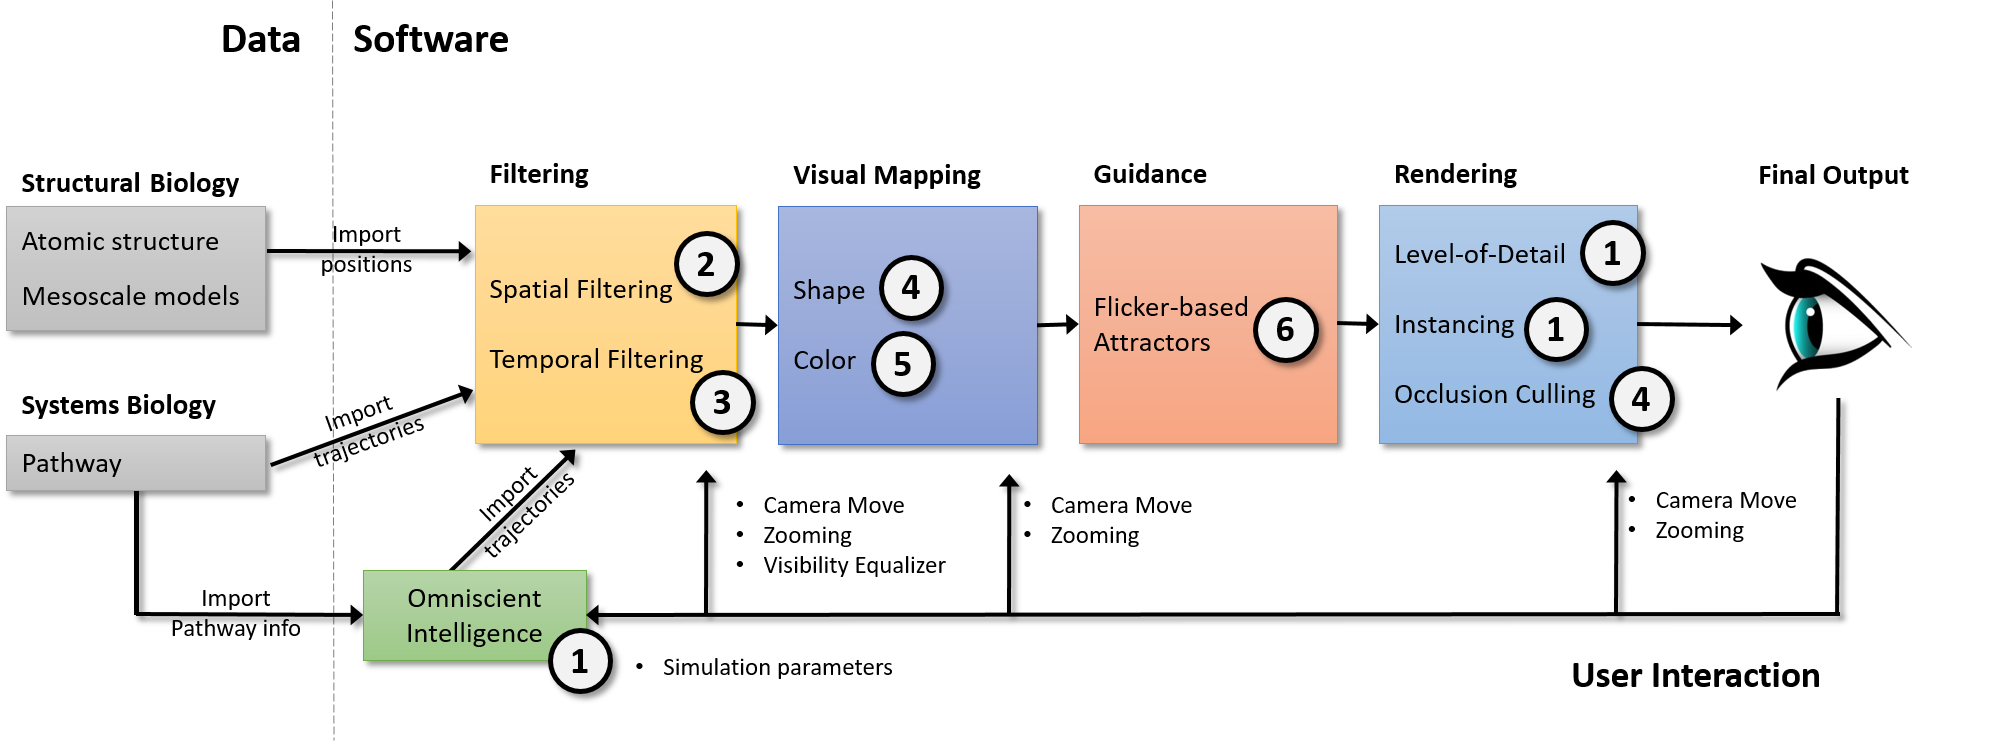 Data
Software
Structural Biology
Atomic structure
Mesoscale models
Import
positions
Systems Biology
Pathway
Import
trajectories
Import
Pathway info
Import
trajectories
Omniscient
Intelligence
1
• Simulation parameters
Filtering
Spatial Filtering
2
Temporal Filtering
3
• Camera Move
• Zooming
• Visibility Equalizer
Visual Mapping
Shape
4
Color
5
• Camera Move
• Zooming
Guidance
Flicker-based
Attractors
6
Rendering
Level-of-Detail
1
Instancing
1
Occlusion Culling
4
• Camera Move
• Zooming
Final Output
User Interaction